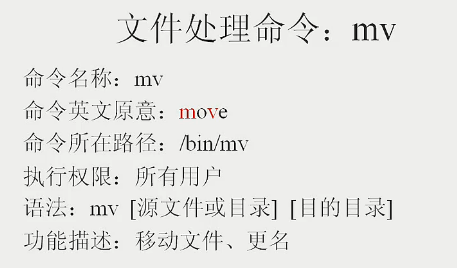 文件处理命令：mv
命令名称：mv
命令英文原意：move
命令所在路径：/bin/mv
执行权限：所有用户
语法：mv [源文件或目录] [目的目录]
功能描述：移动文件、更名